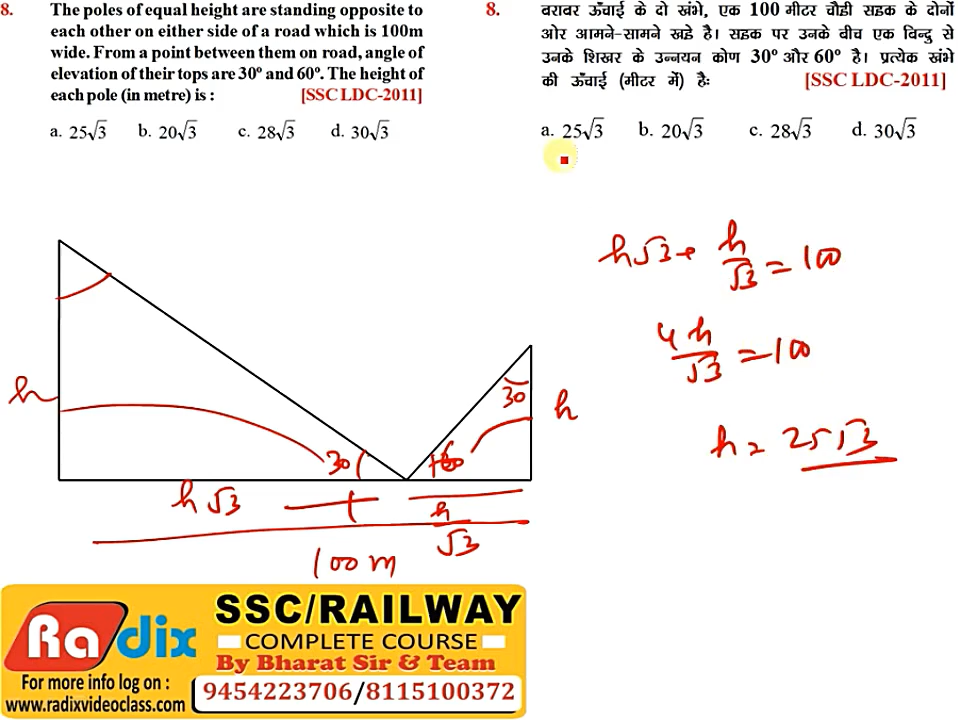 8. The poles of equal height are standing opposite to
each other on either side of a road which is 100m
wide. From a point between them on road, angle of
elevation of their tops are 30º and 60º. The height of
each pole (in metre) is : [SSC LDC-2011]
a. 25√3 b. 20√3 c. 28√3 d. 30√3
8. बराबर ऊँचाई के दो खंभे, एक 100 मीटर चौड़ी सड़क के दोनों
ओर आमने-सामने खड़े है। सड़क पर उनके बीच एक बिन्दु से
उनके शिखर के उन्नयन कोण 30º और 60º है। प्रत्येक खंभे
की ऊँचाई (मीटर में) है: [SSC LDC-2011]
a. 25√3 b. 20√3 c. 28√3 d. 30√3
h√3 + h/√3 = 100
4h/√3 = 100
h = 25√3
h
30
60
30
h
h√3
h/√3
100 m
Radix
For more info log on :
www.radixvideoclass.com
SSC/RAILWAY
COMPLETE COURSE
By Bharat Sir & Team
9454223706/8115100372